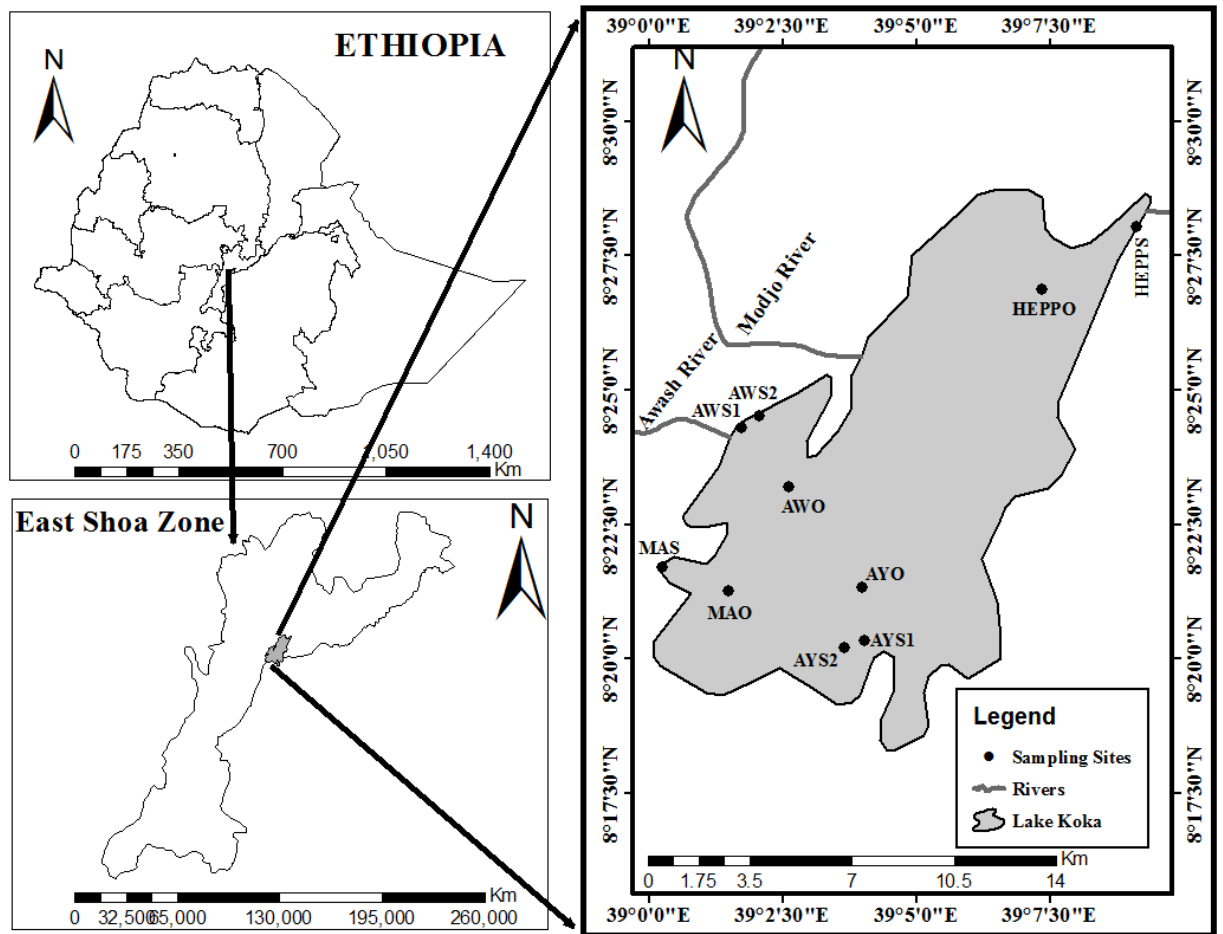 ETHIOPIA
N
0 175 350 700 1,050 1,400
Km
East Shoa Zone
N
Km
0 32,500 65,000 130,000 195,000 260,000
39°0'0"E 39°2'30"E 39°5'0"E 39°7'30"E
N
8°30'0"N 8°30'0"N
8°27'30"N 8°27'30"N
8°25'0"N 8°25'0"N
8°22'30"N 8°22'30"N
8°20'0"N 8°20'0"N
8°17'30"N 8°17'30"N
Modjo River
Awash River
HEPPS
HEPPO
AWS2
AWS1
AWO
MAS
AYO
MAO
AYS1
AYS2
Legend
Sampling Sites
Rivers
Lake Koka
Km
0 1.75 3.5 7 10.5 14
39°0'0"E 39°2'30"E 39°5'0"E 39°7'30"E